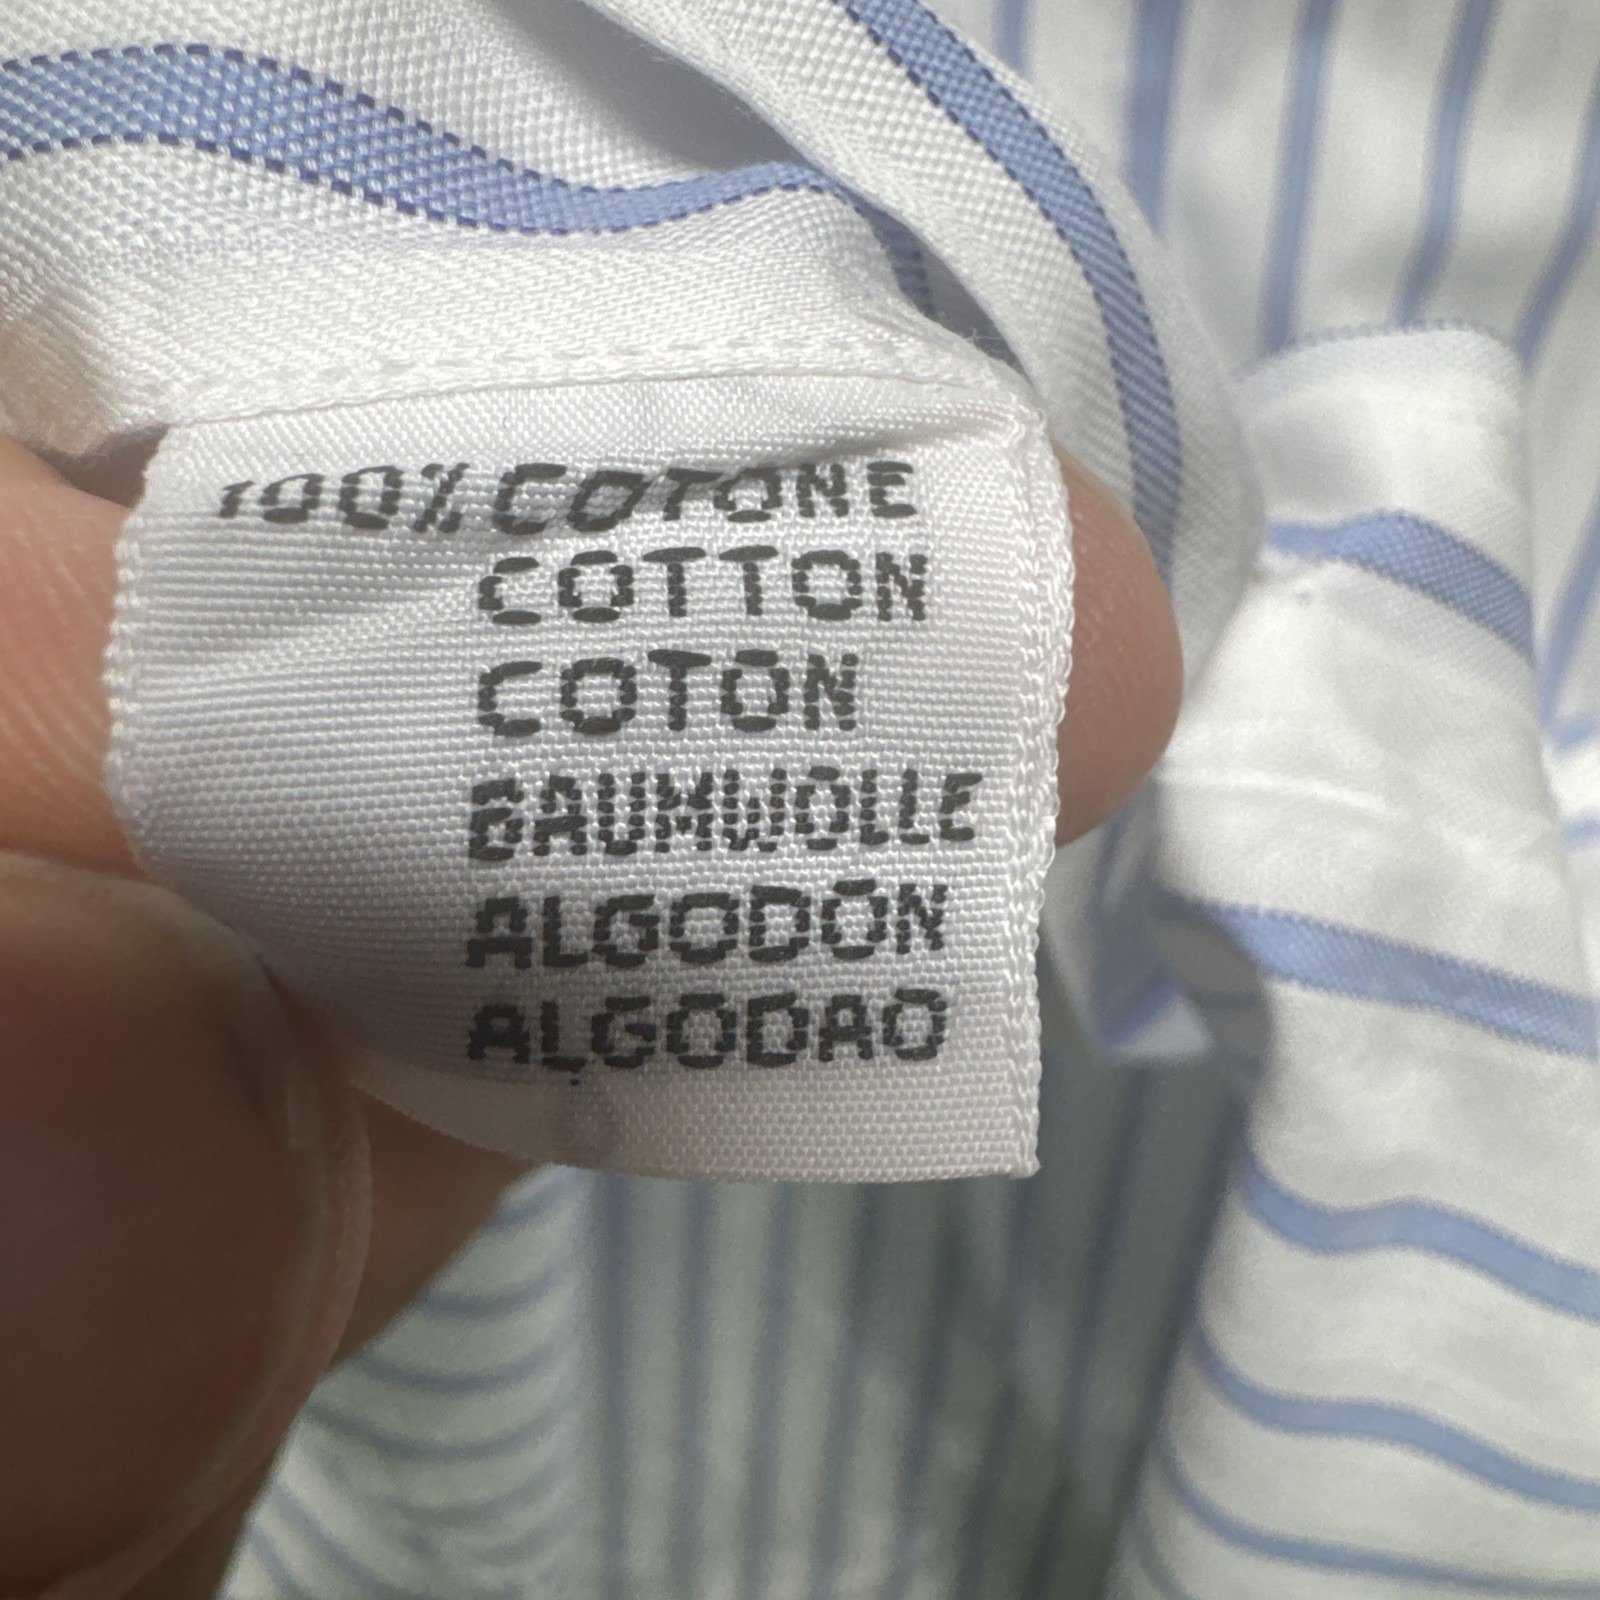 100% COTONE
COTTON
COTON
BAUMWOLLE
ALGODON
ALGODAO